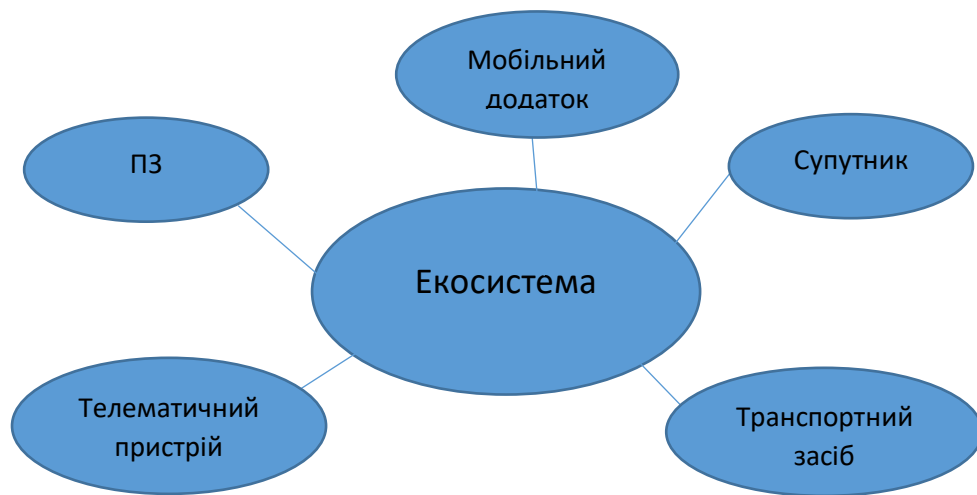 Мобільний
додаток
ПЗ
Супутник
Екосистема
Телематичний
пристрій
Транспортний
засіб